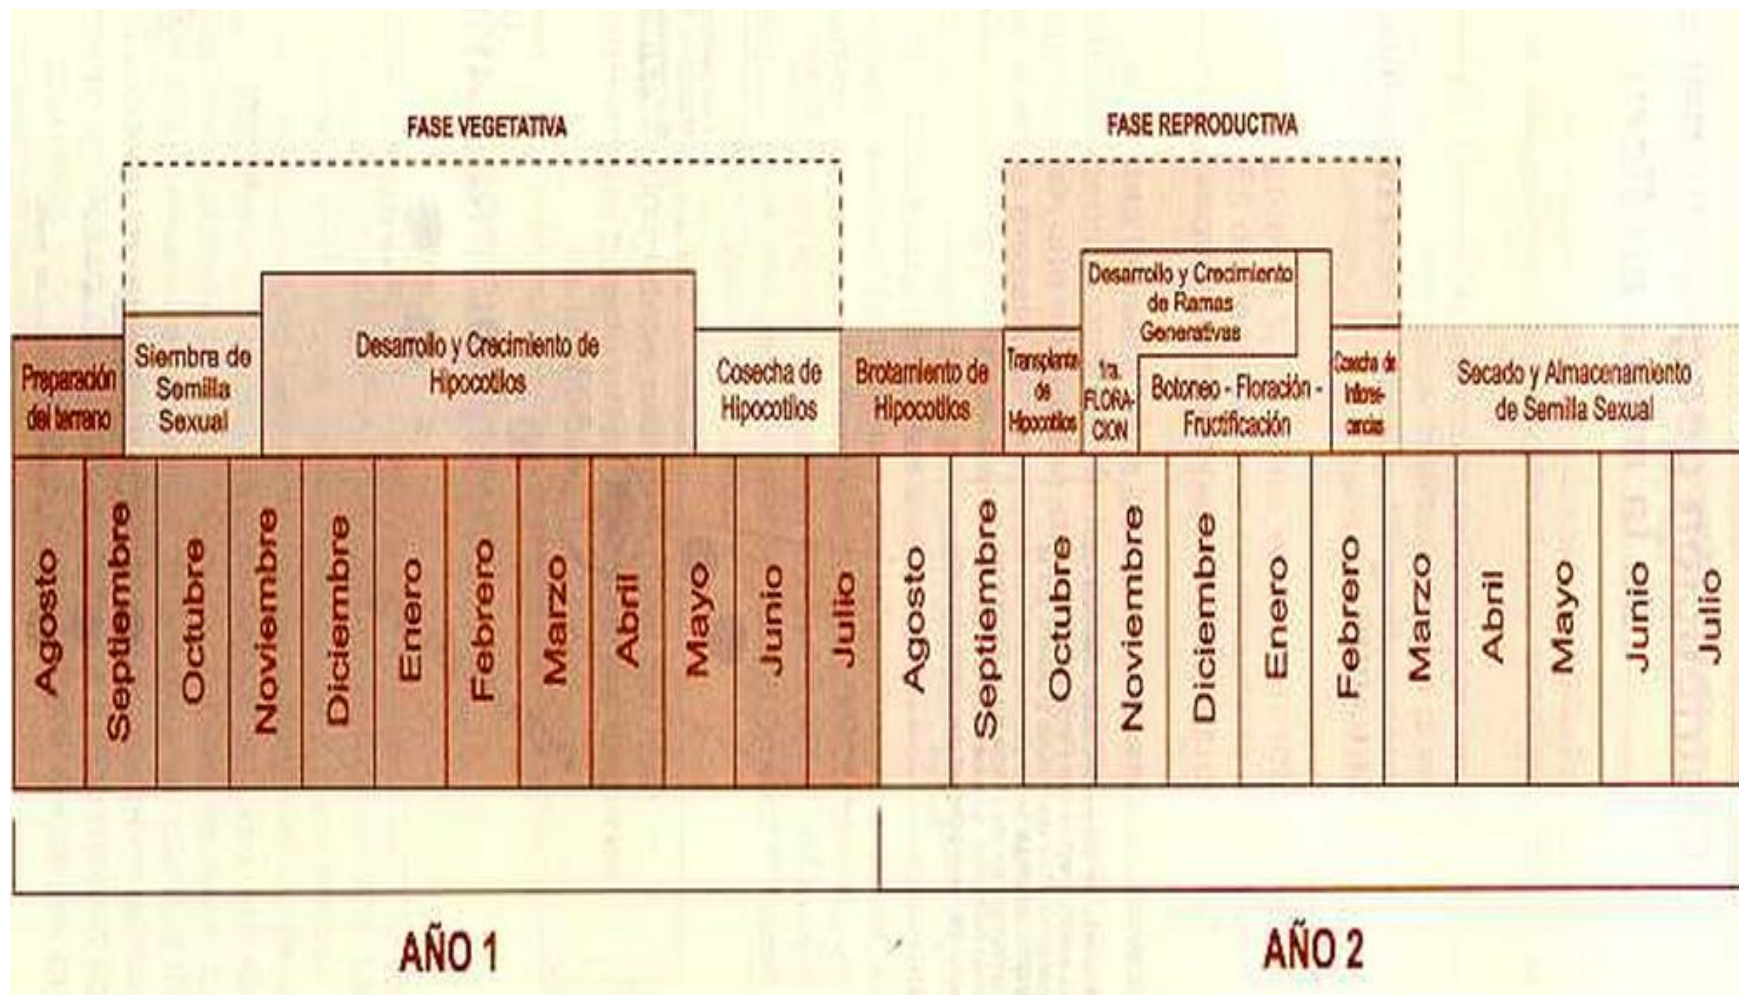 FASE VEGETATIVA
FASE REPRODUCTIVA
Preparación
del terreno
Siembra de
Semilla
Sexual
Desarrollo y Crecimiento de
Hipocotilos
Cosecha de
Hipocotilos
Brotamiento de
Hipocotilos
Transplante
de
Hipocotilos
1ra.
FLORA-
CION
Desarrollo y Crecimiento
de Ramas
Generativas
Botoneo - Floración -
Fructificación
Cosecha de
Inflores-
cencias
Secado y Almacenamiento
de Semilla Sexual
Agosto
Septiembre
Octubre
Noviembre
Diciembre
Enero
Febrero
Marzo
Abril
Mayo
Junio
Julio
Agosto
Septiembre
Octubre
Noviembre
Diciembre
Enero
Febrero
Marzo
Abril
Mayo
Junio
Julio
AÑO 1
AÑO 2